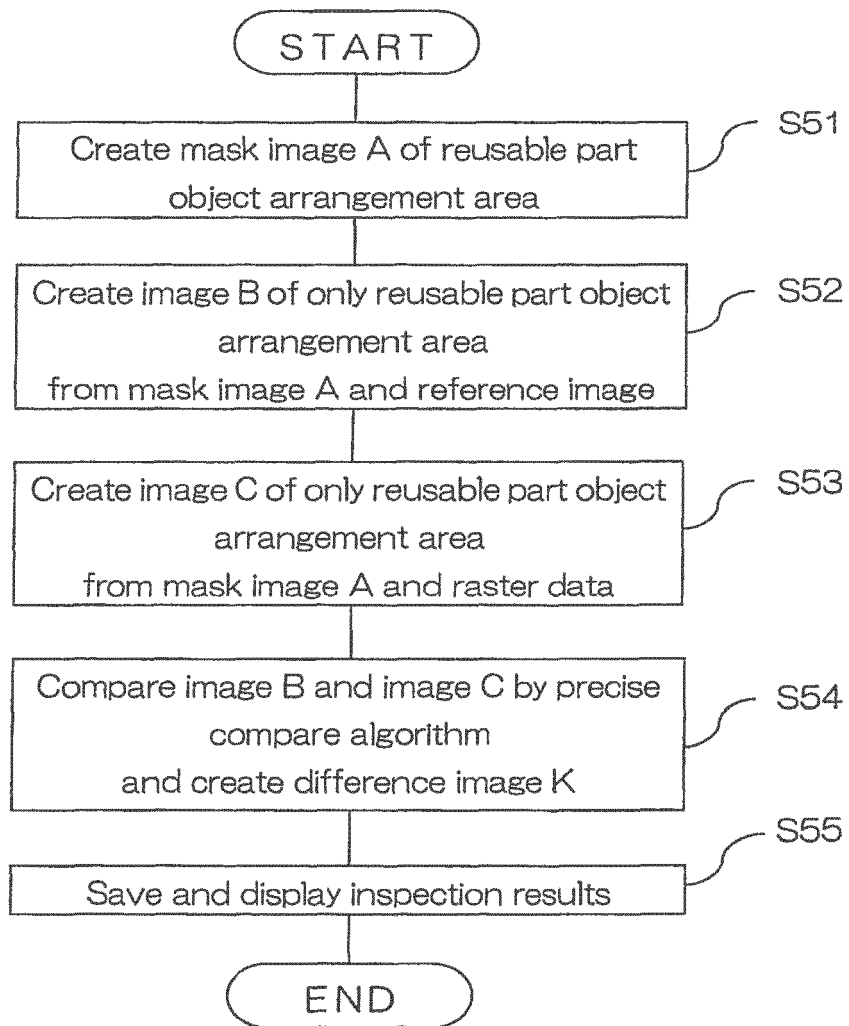 START
S51
Create mask image A of reusable part
object arrangement area
S52
Create image B of only reusable part object
arrangement area
from mask image A and reference image
S53
Create image C of only reusable part object
arrangement area
from mask image A and raster data
S54
Compare image B and image C by precise
compare algorithm
and create difference image K
S55
Save and display inspection results
END